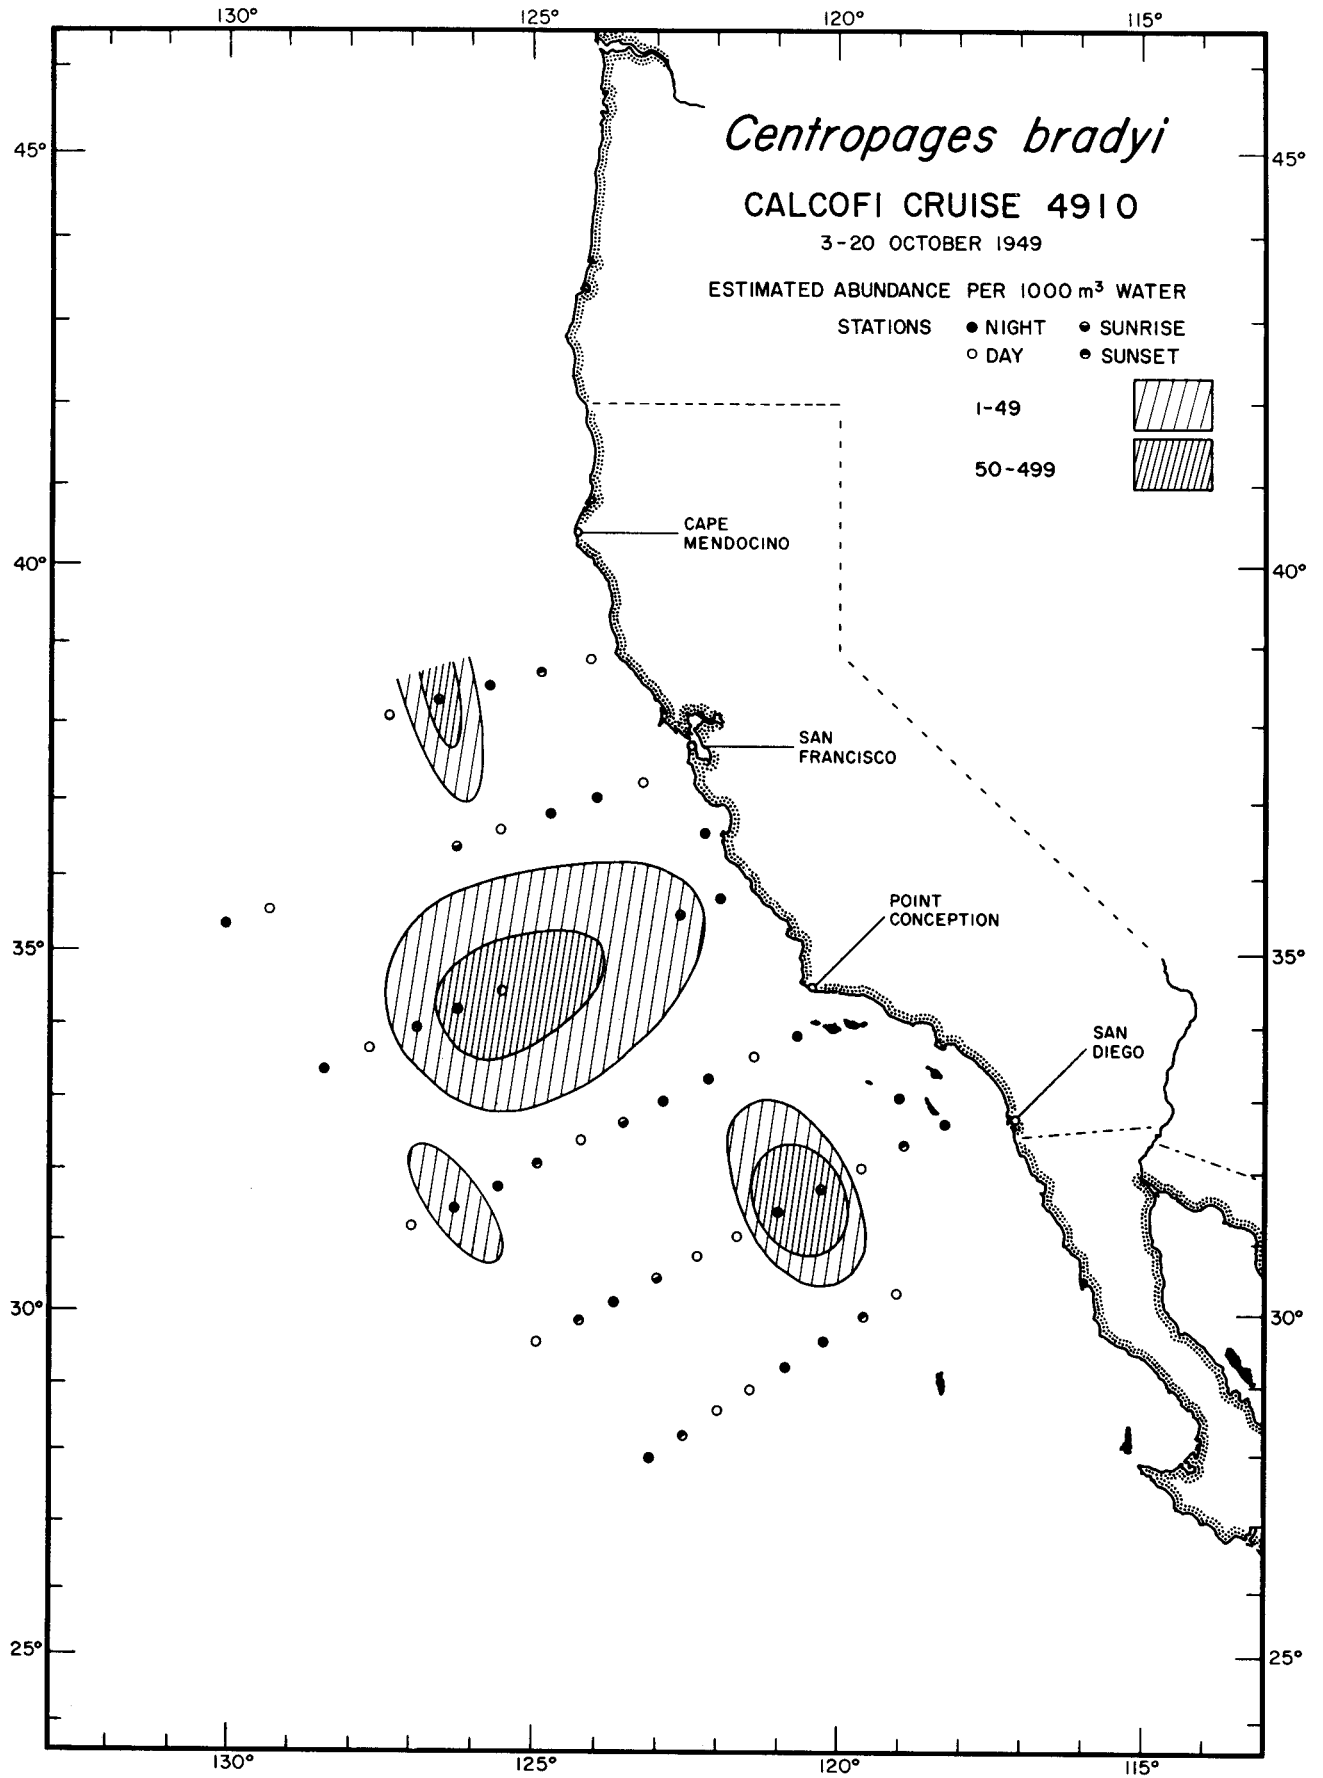 130° 125° 120° 115°
45° 45°
Centropages bradyi
CALCOFI CRUISE 4910
3-20 OCTOBER 1949
ESTIMATED ABUNDANCE PER 1000 m³ WATER
STATIONS ● NIGHT ◓ SUNRISE
○ DAY ◓ SUNSET
1-49
50-499
CAPE
MENDOCINO
40° 40°
SAN
FRANCISCO
POINT
CONCEPTION
35° 35°
SAN
DIEGO
30° 30°
25° 25°
130° 125° 120° 115°